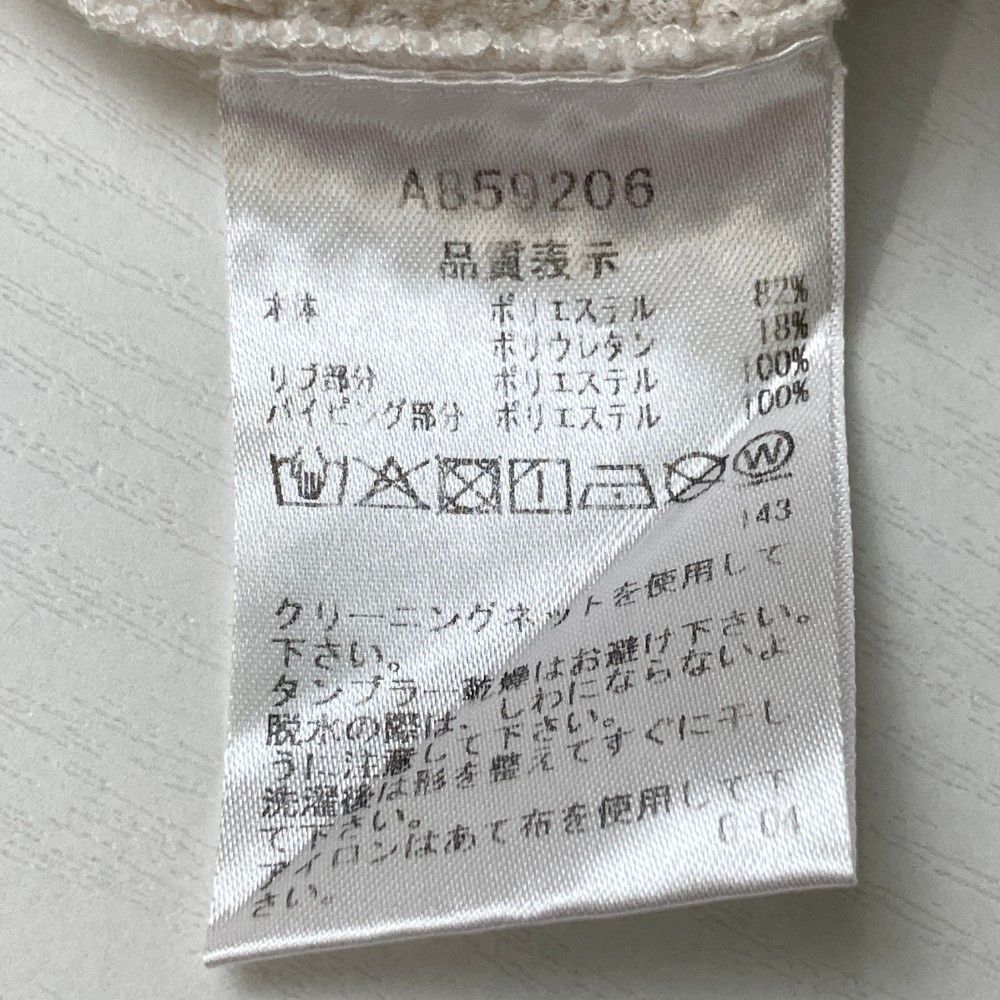 AB59206
品質表示
本体 ポリエステル 82%
ポリウレタン 18%
リブ部分 ポリエステル 100%
パイピング部分 ポリエステル 100%
W
143
クリーニングネットを使用して
下さい。
タンブラー乾燥はお避け下さい。
脱水の際は、しわにならないよ
うに注意して下さい。
洗濯後は形を整えてすぐに干し
て下さい。
アイロンはあて布を使用して下
さい。
0-01